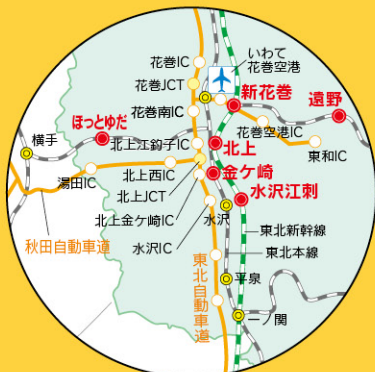 花巻IC
いわて
花巻空港
花巻JCT
新花巻
遠野
花巻南IC
ほっとゆだ
花巻空港IC
横手
北上江釣子IC
北上
東和IC
北上西IC
金ケ崎
湯田IC
北上JCT
水沢江刺
北上金ケ崎IC
水沢
秋田自動車道
水沢IC
東北新幹線
東北本線
東北自動車道
平泉
一ノ関